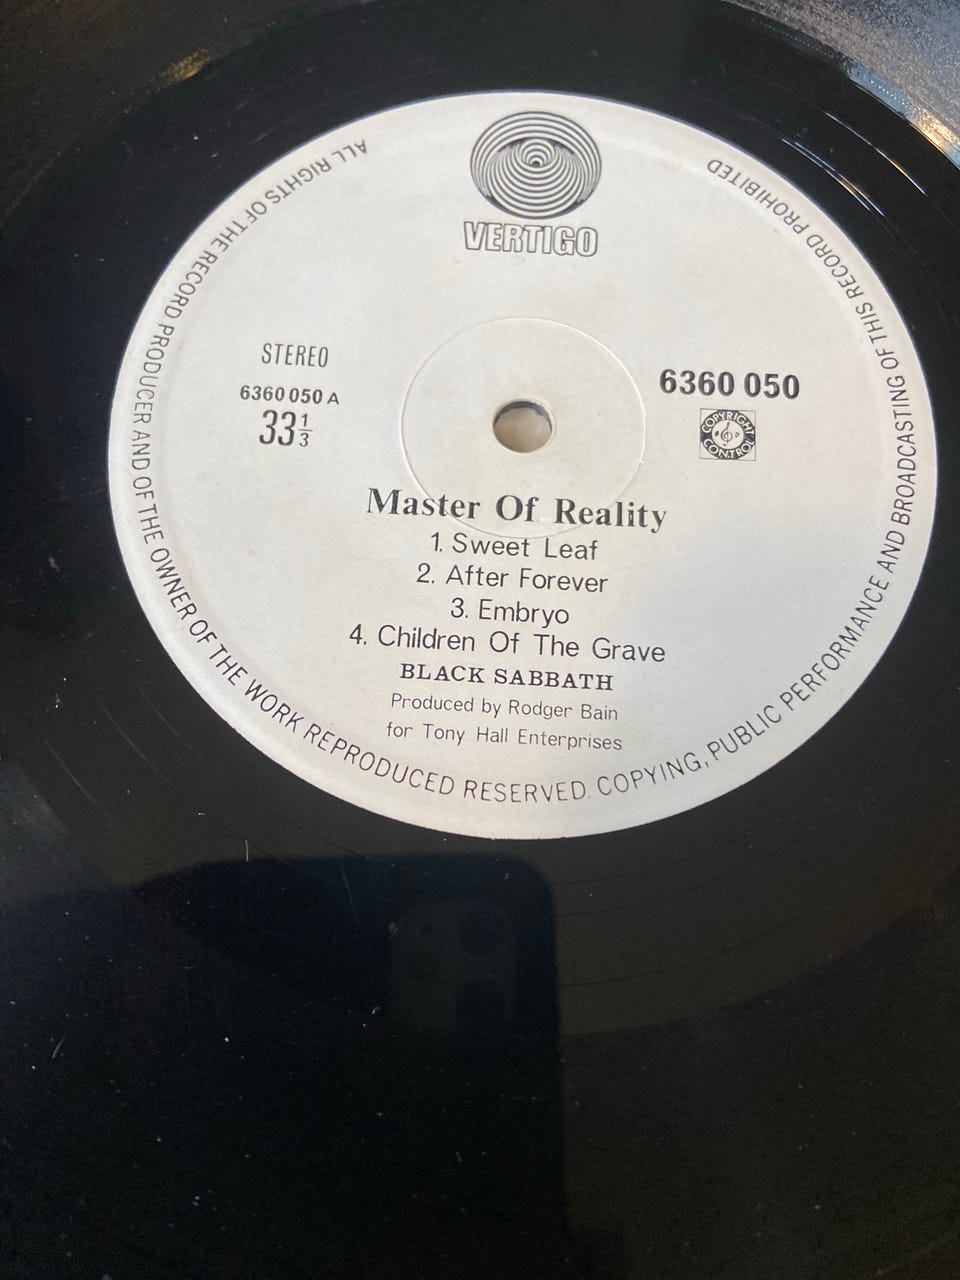 VERTIGO
STEREO
6360 050 A
33 1/3
6360 050
COPYRIGHT
CONTROL
Master Of Reality
1. Sweet Leaf
2. After Forever
3. Embryo
4. Children Of The Grave
BLACK SABBATH
Produced by Rodger Bain
for Tony Hall Enterprises
ALL RIGHTS OF THE RECORD PRODUCER AND OF THE OWNER OF THE WORK REPRODUCED RESERVED. COPYING, PUBLIC PERFORMANCE AND BROADCASTING OF THIS RECORD PROHIBITED